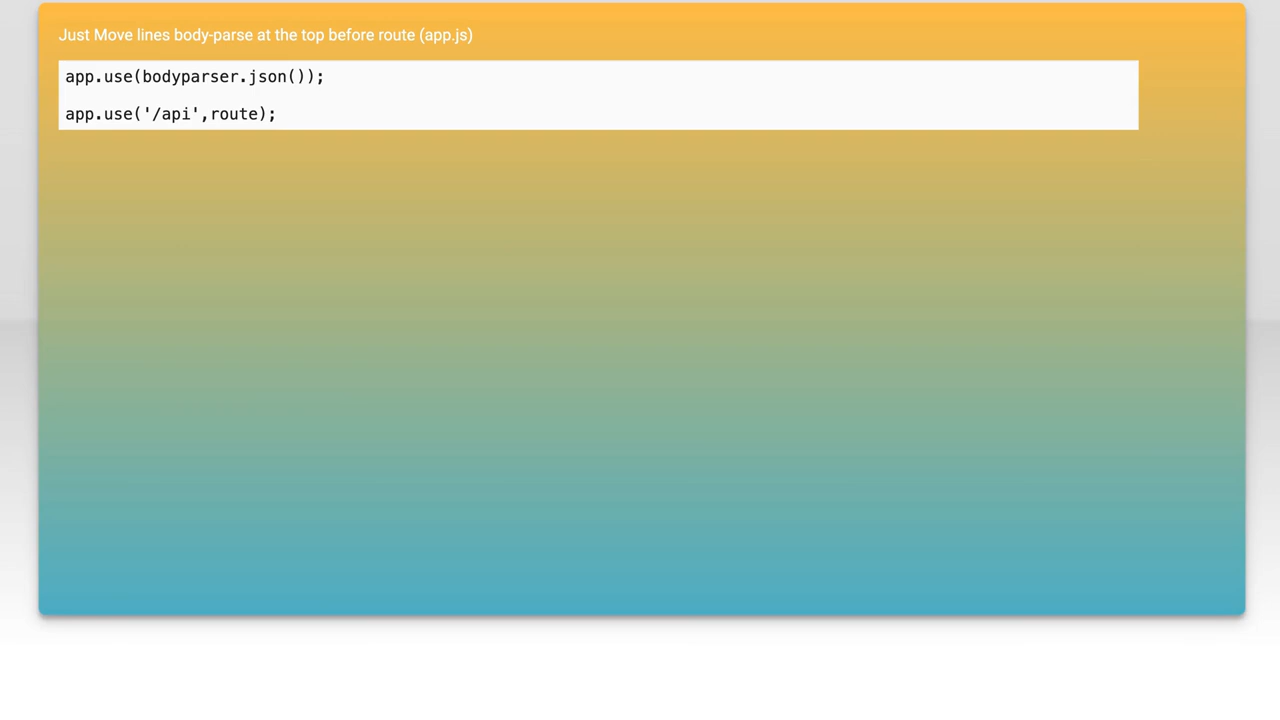 Just Move lines body-parse at the top before route (app.js)
app.use(bodyparser.json());
app.use('/api',route);